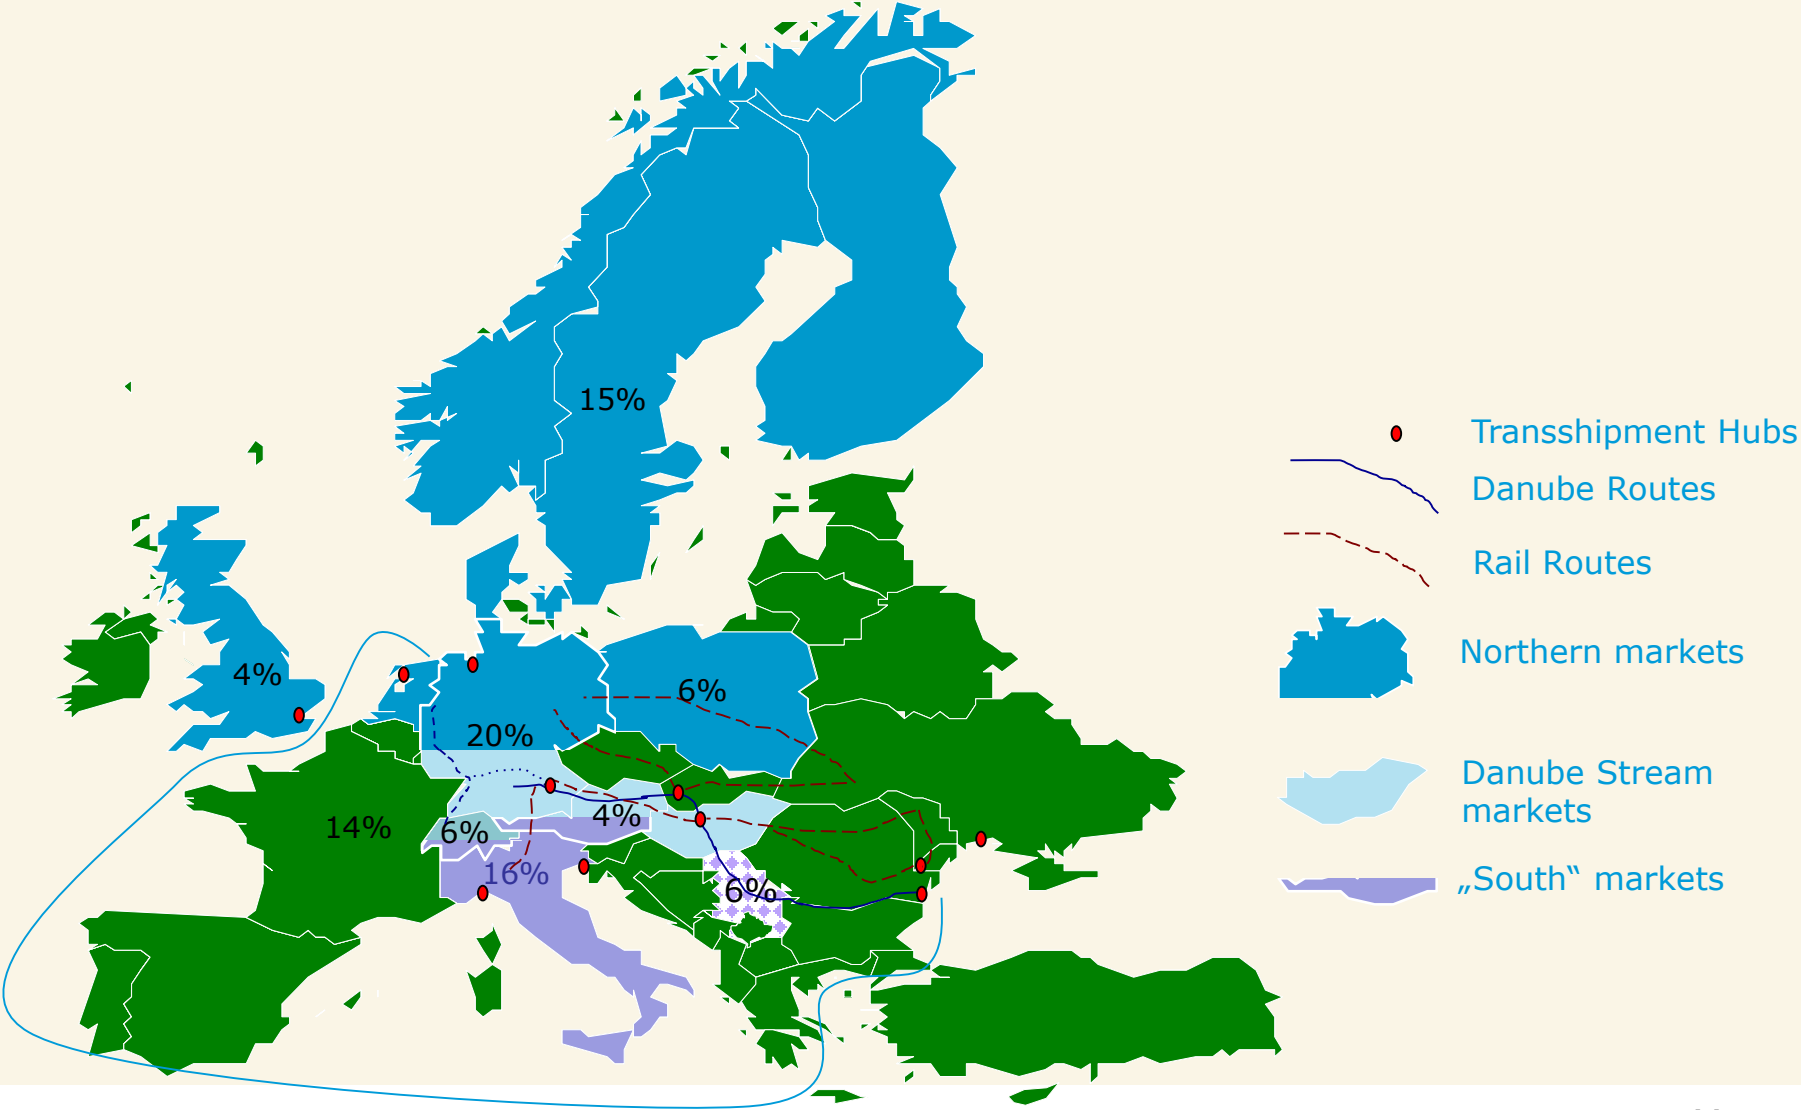 15%
Transshipment Hubs
Danube Routes
Rail Routes
Northern markets
4%
6%
20%
Danube Stream
markets
4%
14%
6%
16%
6%
„South“ markets